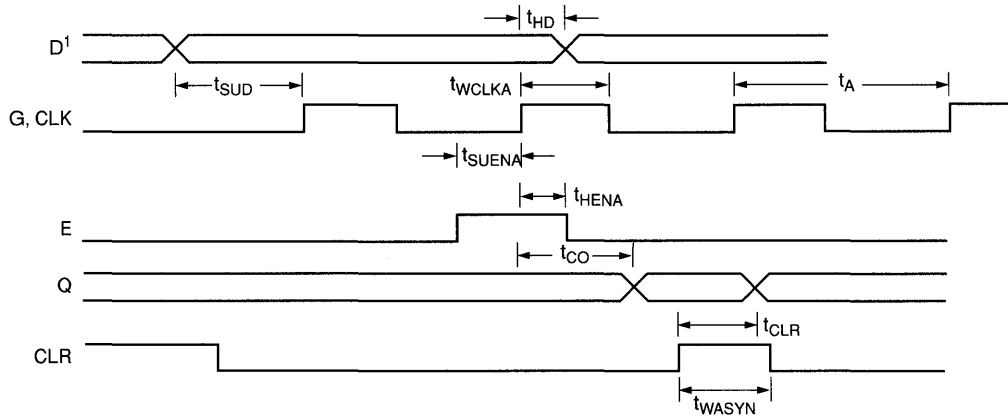 tHD
D¹
tSUD
tWCLKA
tA
G, CLK
tSUENA
tHENA
E
tCO
Q
tCLR
CLR
tWASYN